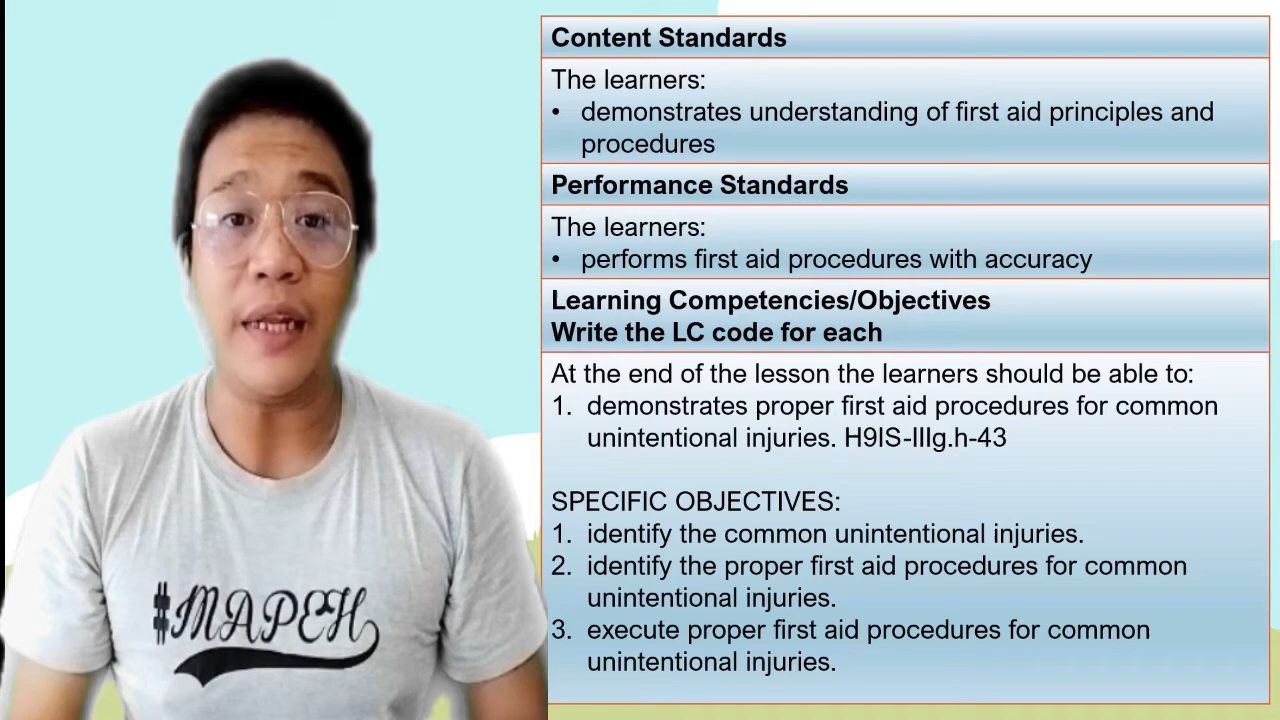 Content Standards
The learners:
• demonstrates understanding of first aid principles and
procedures
Performance Standards
The learners:
• performs first aid procedures with accuracy
Learning Competencies/Objectives
Write the LC code for each
At the end of the lesson the learners should be able to:
1. demonstrates proper first aid procedures for common
unintentional injuries. H9IS-IIIg.h-43
SPECIFIC OBJECTIVES:
1. identify the common unintentional injuries.
2. identify the proper first aid procedures for common
unintentional injuries.
3. execute proper first aid procedures for common
unintentional injuries.
#MAPEH